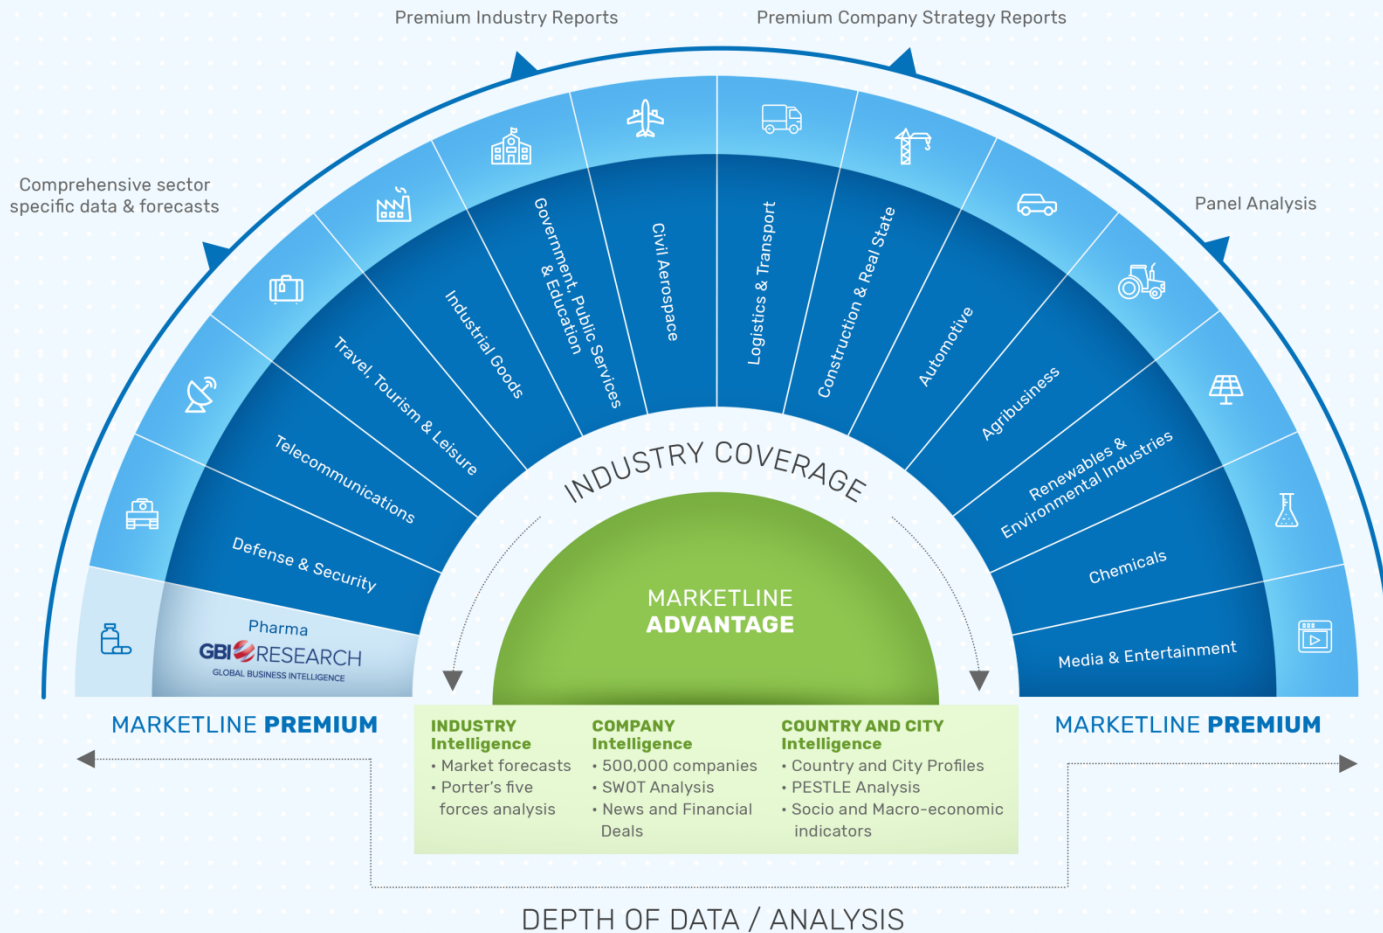 Premium Industry Reports
Premium Company Strategy Reports
Comprehensive sector
specific data & forecasts
Panel Analysis
Pharma
GBI RESEARCH
GLOBAL BUSINESS INTELLIGENCE
Defense & Security
Telecommunications
Travel, Tourism & Leisure
Industrial Goods
Government, Public Services
& Education
Civil Aerospace
Logistics & Transport
Construction & Real State
Automotive
Agribusiness
Renewables &
Environmental Industries
Chemicals
Media & Entertainment
INDUSTRY COVERAGE
MARKETLINE
ADVANTAGE
MARKETLINE PREMIUM
MARKETLINE PREMIUM
INDUSTRY
Intelligence
• Market forecasts
• Porter's five
forces analysis
COMPANY
Intelligence
• 500,000 companies
• SWOT Analysis
• News and Financial
Deals
COUNTRY AND CITY
Intelligence
• Country and City Profiles
• PESTLE Analysis
• Socio and Macro-economic
indicators
DEPTH OF DATA / ANALYSIS